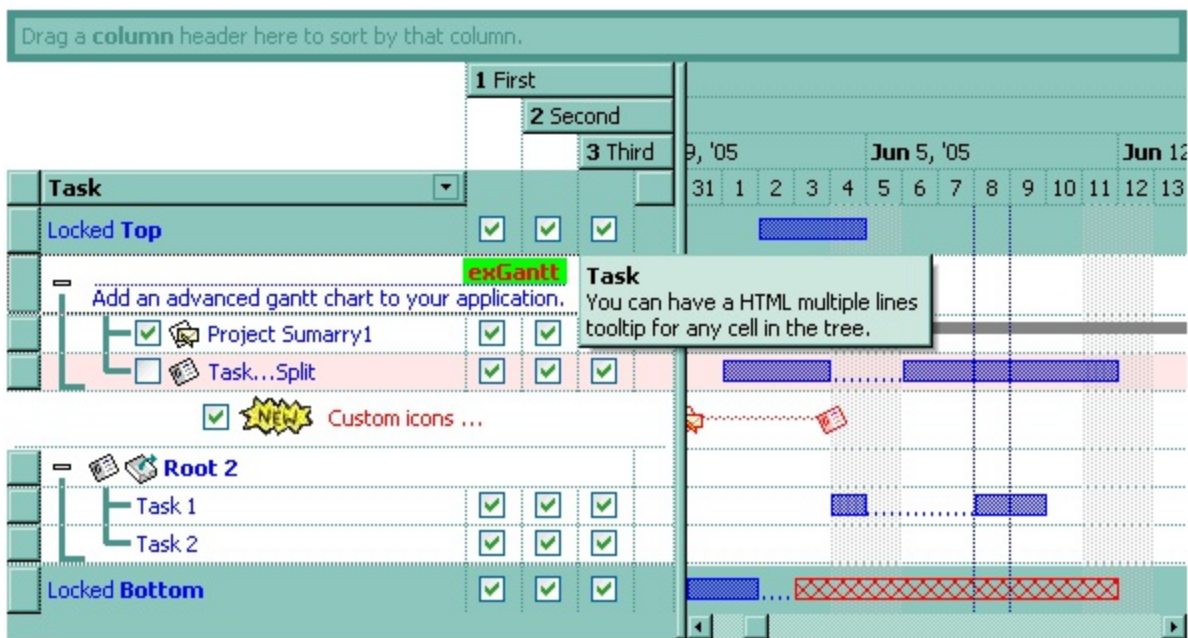 Drag a column header here to sort by that column.
1 First
2 Second
3 Third
9, '05 Jun 5, '05 Jun 12
Task
31 1 2 3 4 5 6 7 8 9 10 11 12 13
Locked Top
exGantt
Add an advanced gantt chart to your application.
Task
You can have a HTML multiple lines
tooltip for any cell in the tree.
Project Sumarry1
Task...Split
NEW
Custom icons ...
Root 2
Task 1
Task 2
Locked Bottom